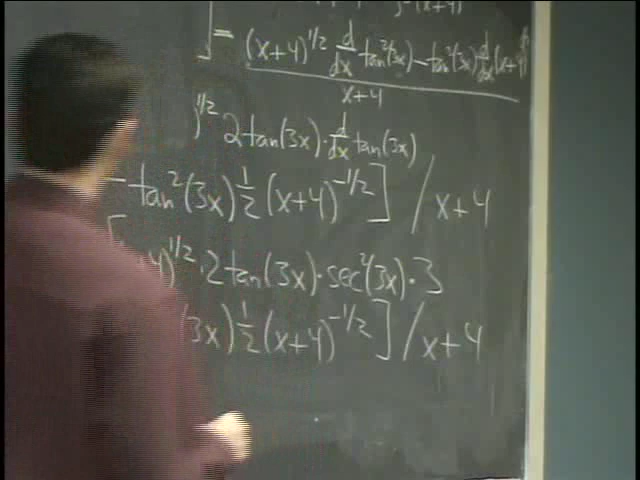 (x+4)
] = (x+4)^{1/2} d/dx tan²(3x) - tan²(3x) d/dx (x+4)
x+4
)^{1/2} 2tan(3x)·d/dx tan(3x)
- tan²(3x) 1/2 (x+4)^{-1/2} ] / x+4
[ 4)^{1/2}·2tan(3x)·sec²(3x)·3
(3x) 1/2 (x+4)^{-1/2} ] / x+4